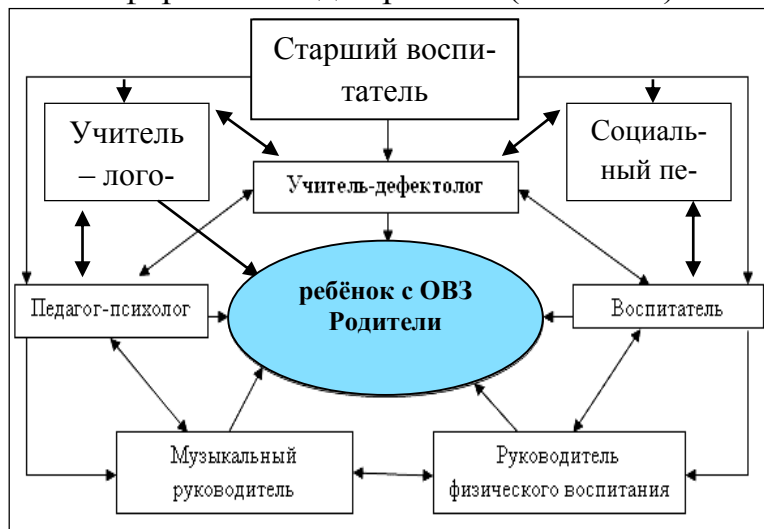 Старший воспи-
татель
Учитель
– лого-
Социаль-
ный пе-
Учитель-дефектолог
ребёнок с ОВЗ
Родители
Педагог-психолог
Воспитатель
Музыкальный
руководитель
Руководитель
физического воспитания